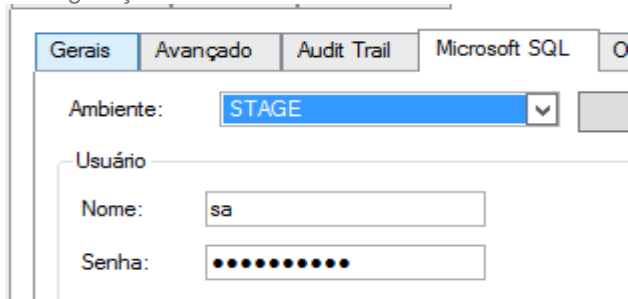 Gerais Avançado Audit Trail Microsoft SQL
Ambiente: STAGE
Usuário
Nome: sa
Senha: ●●●●●●●●●●